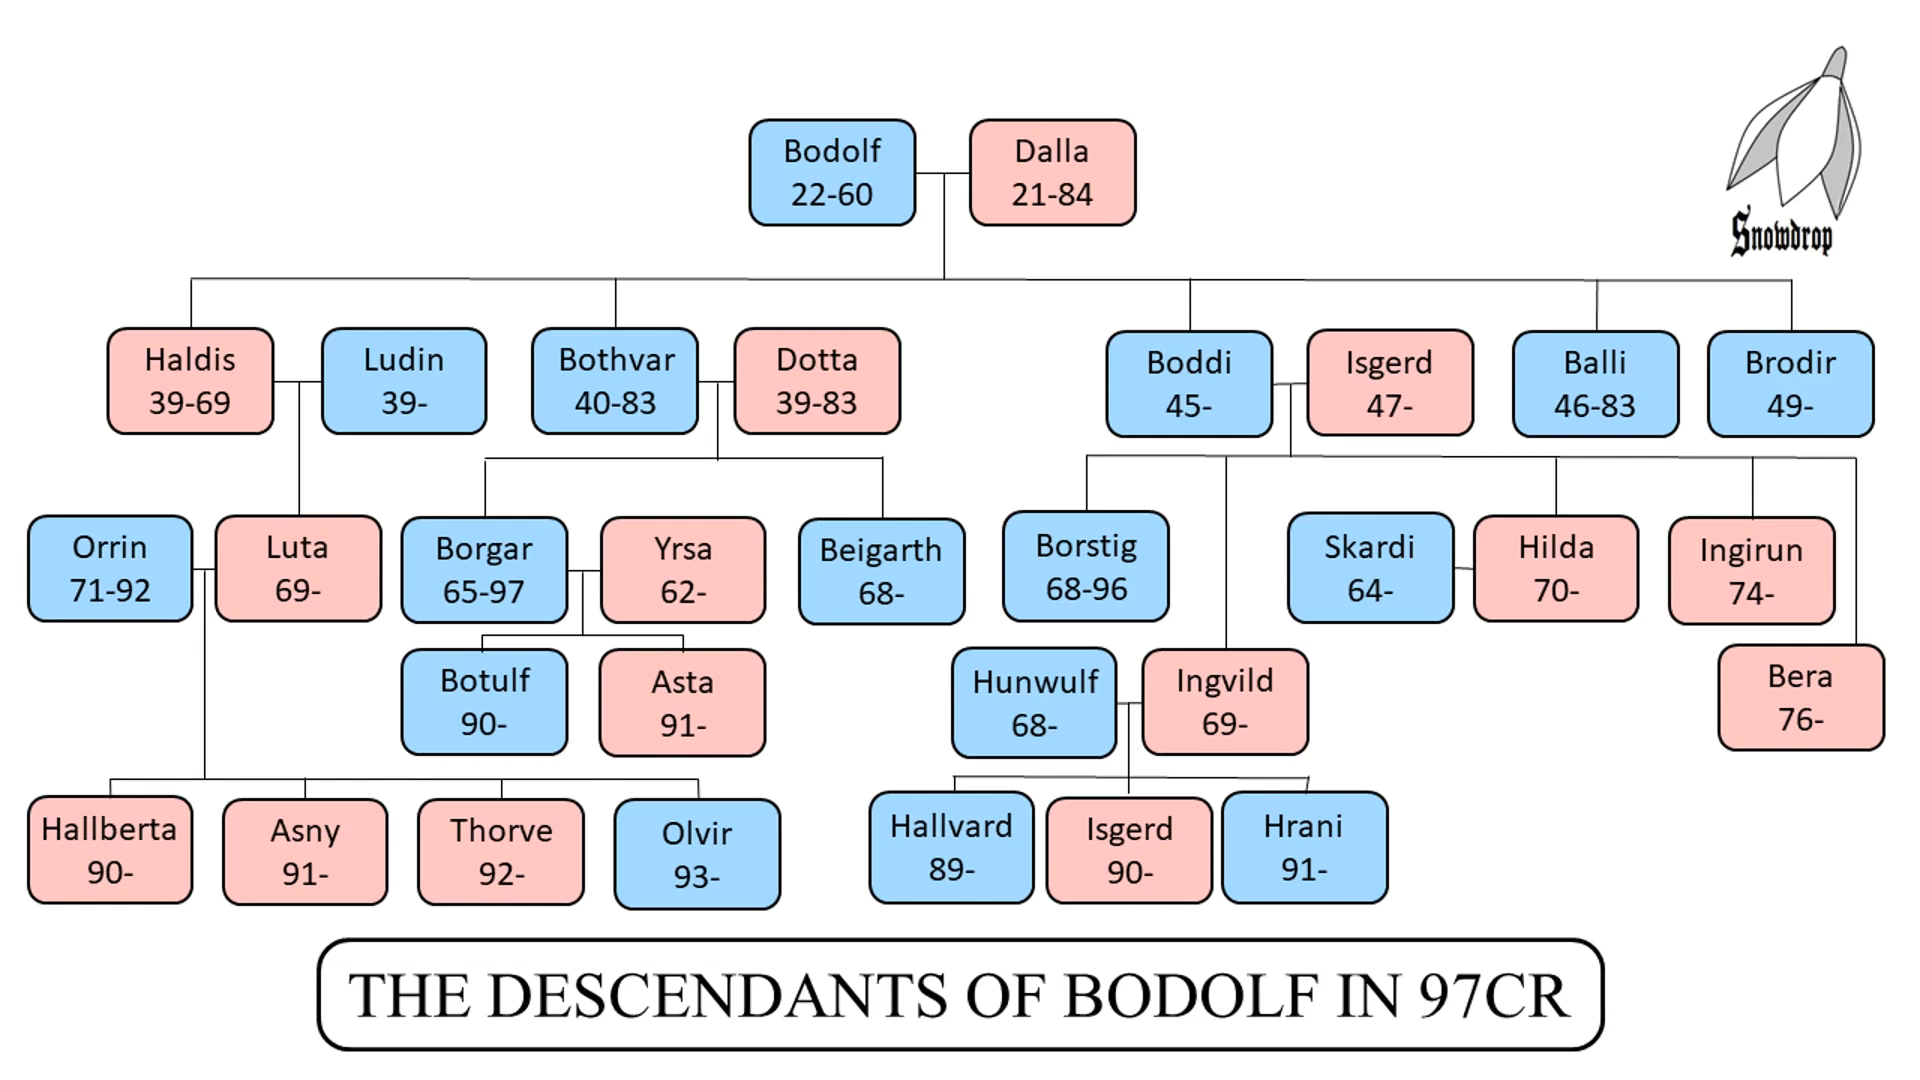 Bodolf
22-60
Dalla
21-84
Snowdrop
Haldis
39-69
Ludin
39-
Bothvar
40-83
Dotta
39-83
Boddi
45-
Isgerd
47-
Balli
46-83
Brodir
49-
Orrin
71-92
Luta
69-
Borgar
65-97
Yrsa
62-
Beigarth
68-
Borstig
68-96
Skardi
64-
Hilda
70-
Ingirun
74-
Botulf
90-
Asta
91-
Hunwulf
68-
Ingvild
69-
Bera
76-
Hallberta
90-
Asny
91-
Thorve
92-
Olvir
93-
Hallvard
89-
Isgerd
90-
Hrani
91-
THE DESCENDANTS OF BODOLF IN 97CR